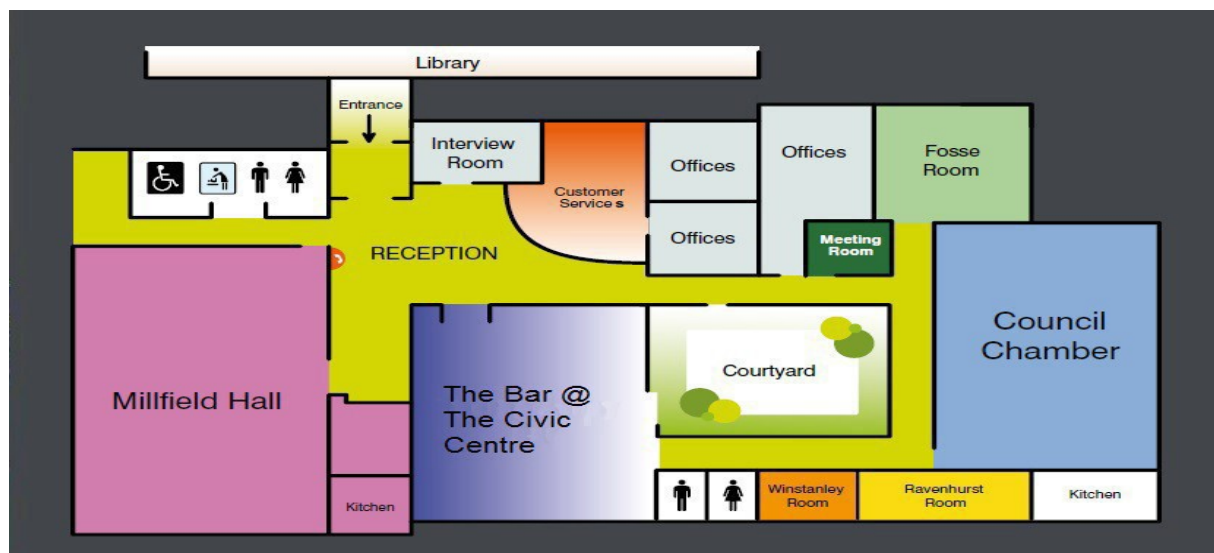 Library
Entrance
Interview
Room
Customer
Services
Offices
Offices
Fosse
Room
Offices
Meeting
Room
RECEPTION
Council
Chamber
Millfield Hall
The Bar @
The Civic
Centre
Courtyard
Kitchen
Winstanley
Room
Ravenhurst
Room
Kitchen